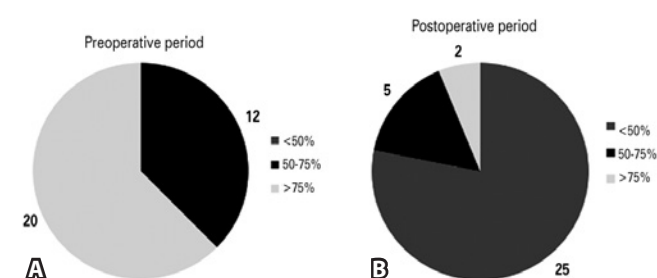 Preoperative period
12
<50%
50-75%
>75%
20
A
Postoperative period
2
5
<50%
50-75%
>75%
B
25